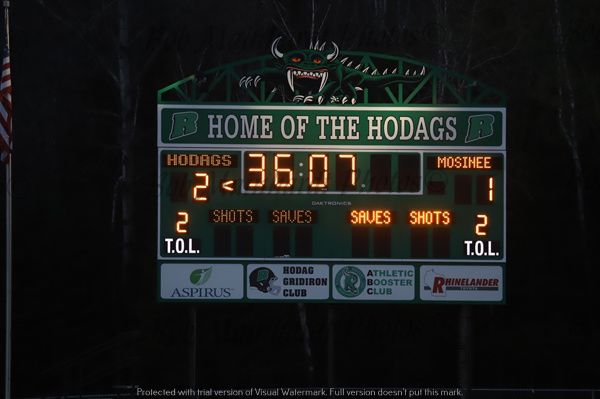 R HOME OF THE HODAGS R
HODAGS 36:07 MOSINEE
2 < 1
2 SHOTS SAVES SAVES SHOTS 2
T.O.L. T.O.L.
DAKTRONICS
ASPIRUS
HODAG
GRIDIRON
CLUB
ATHLETIC
BOOSTER
CLUB
RHINELANDER
TOYOTA
Protected with trial version of Visual Watermark. Full version doesn't put this mark.